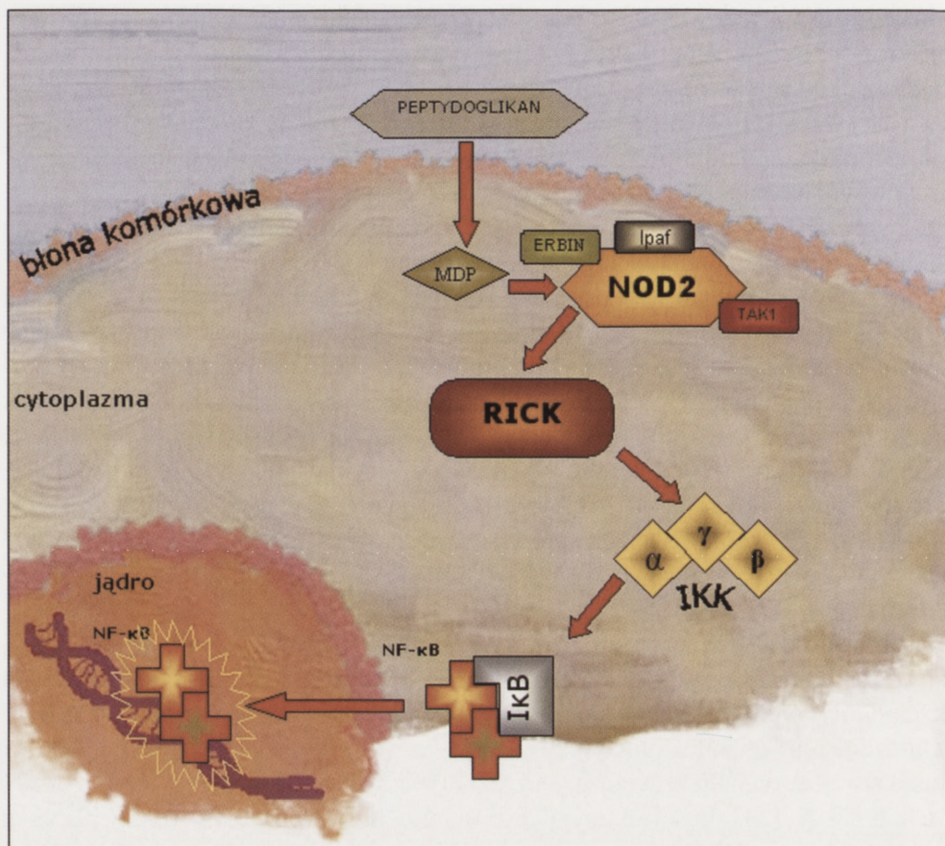 PEPTYDOGLIKAN
błona komórkowa
ERBIN
Ipaf
MDP
NOD2
TAK1
cytoplazma
RICK
α
γ
β
IKK
jądro
NF-κB
NF-κB
IκB